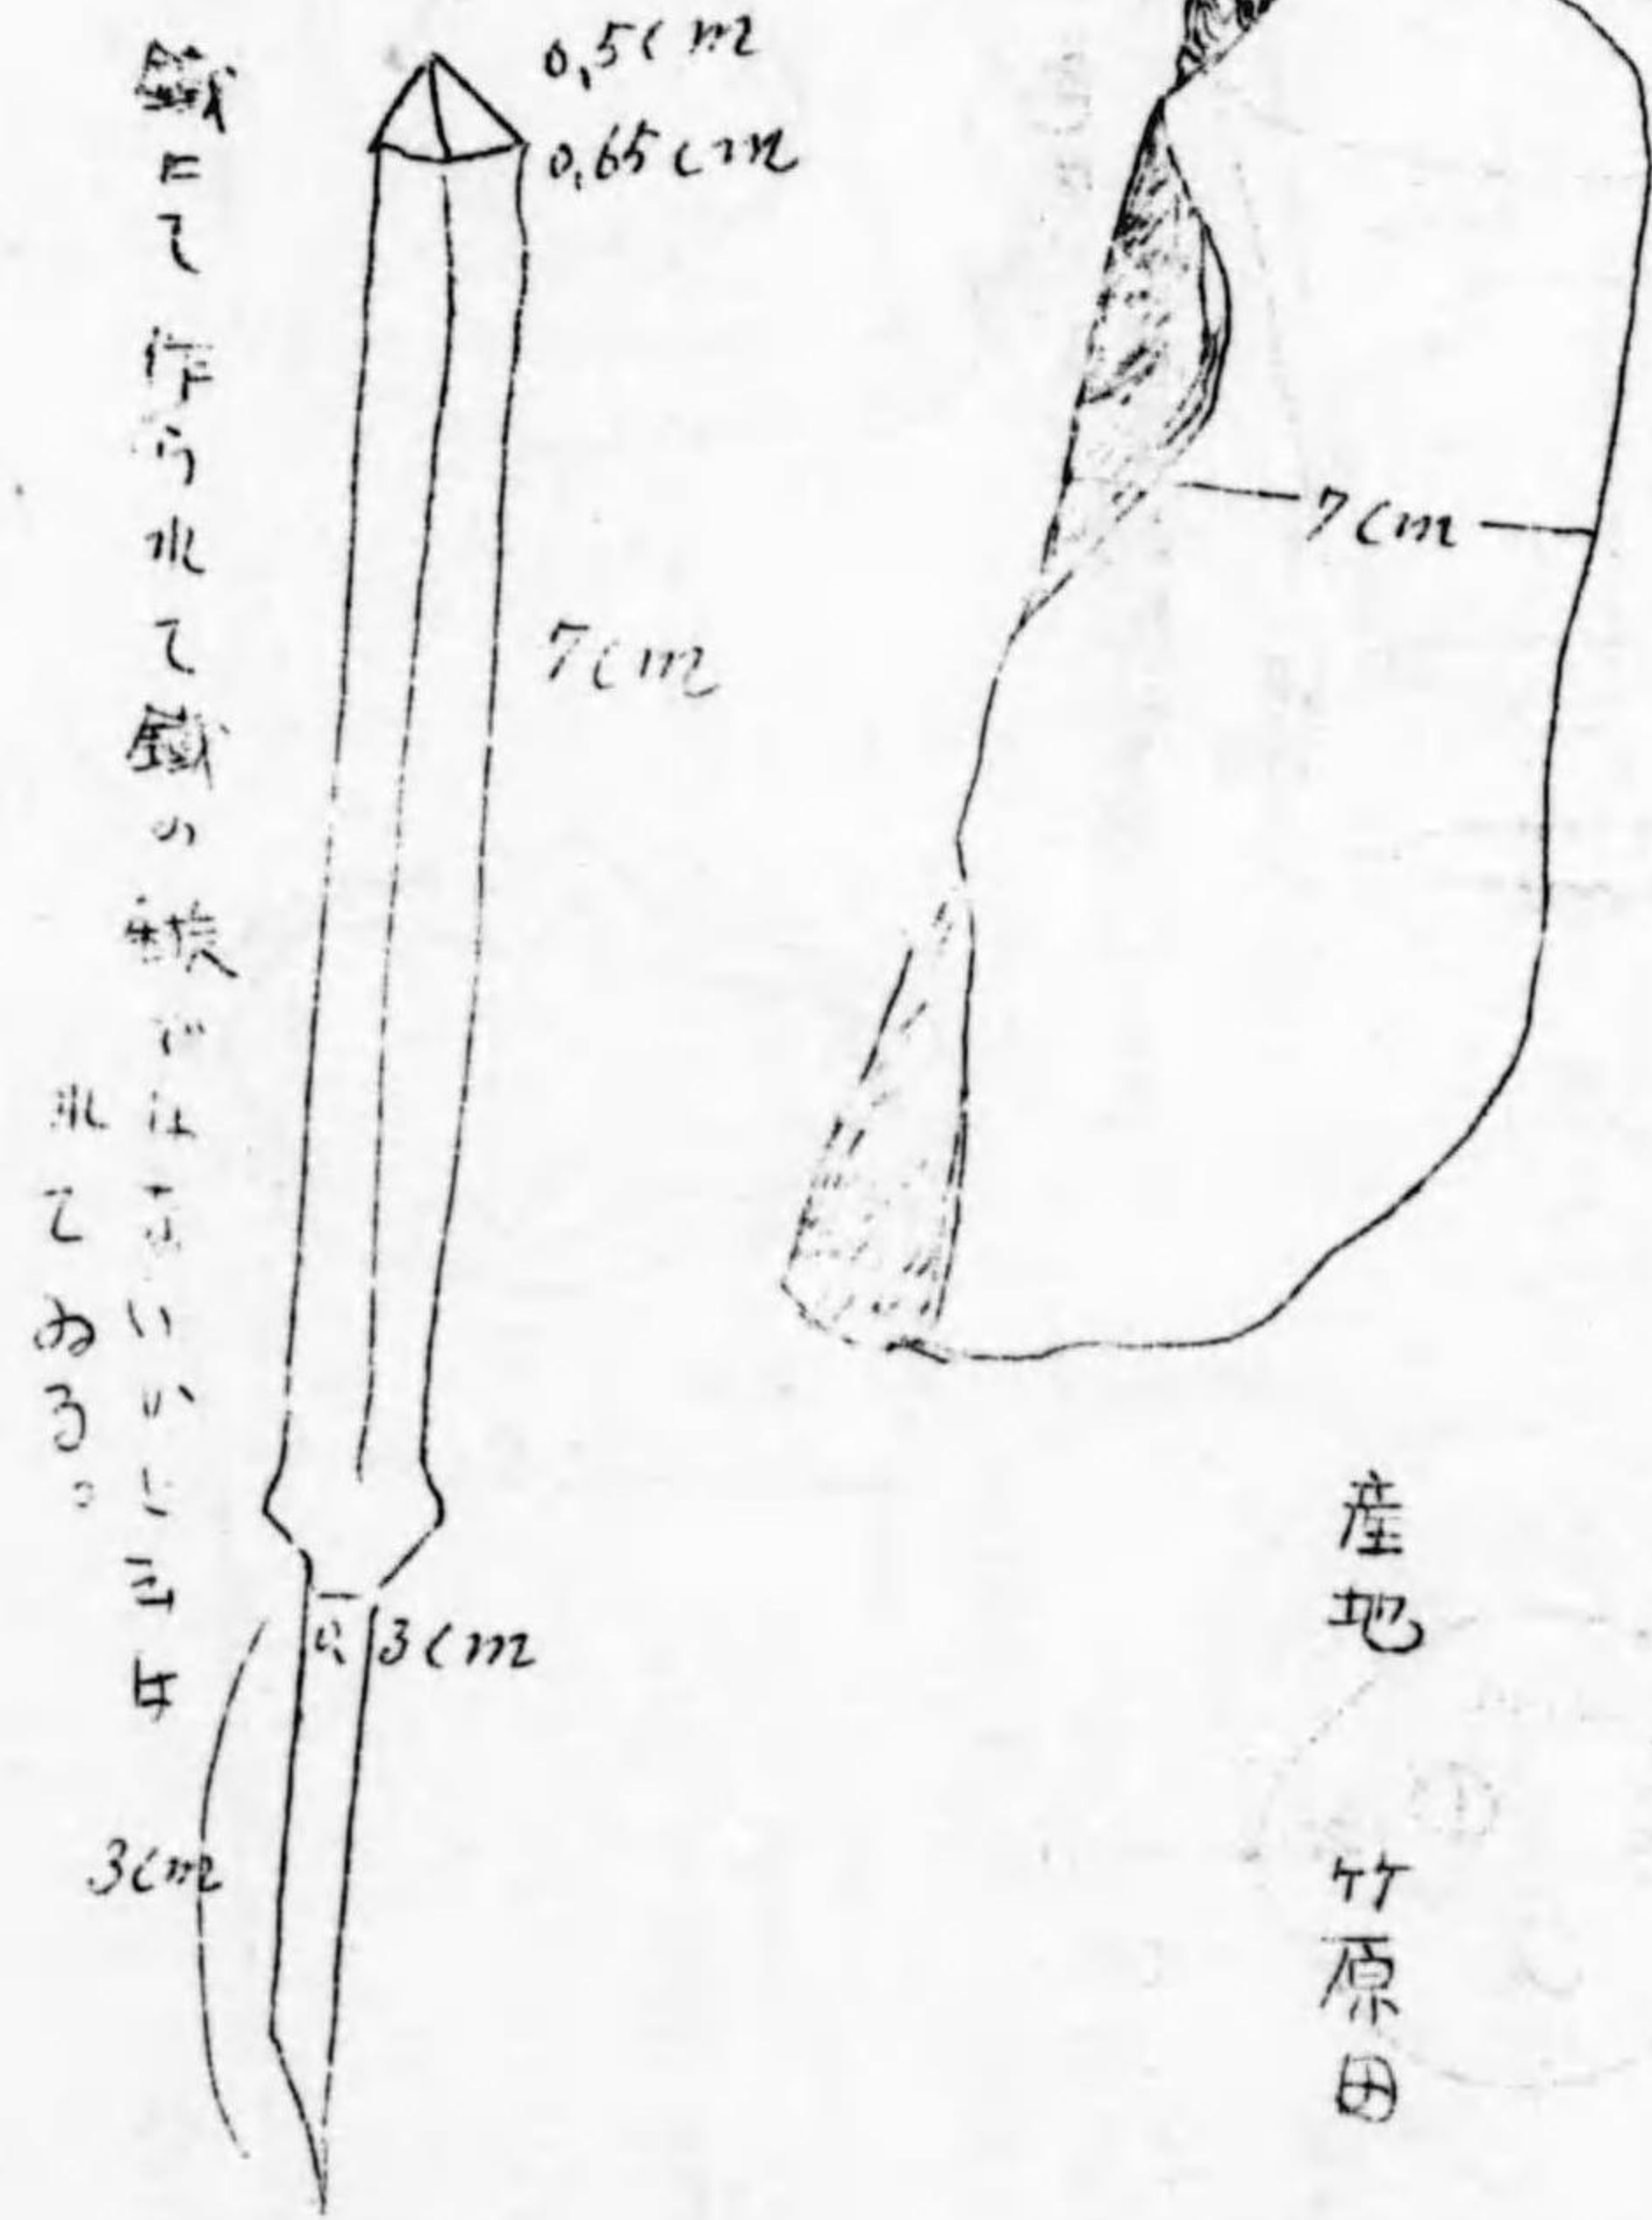 産地　竹原田
0,5cm
0,65cm
7cm
7cm
0,3cm
3cm
鐵にて作られて鐵の鏃ではないかと云は
れてゐる。